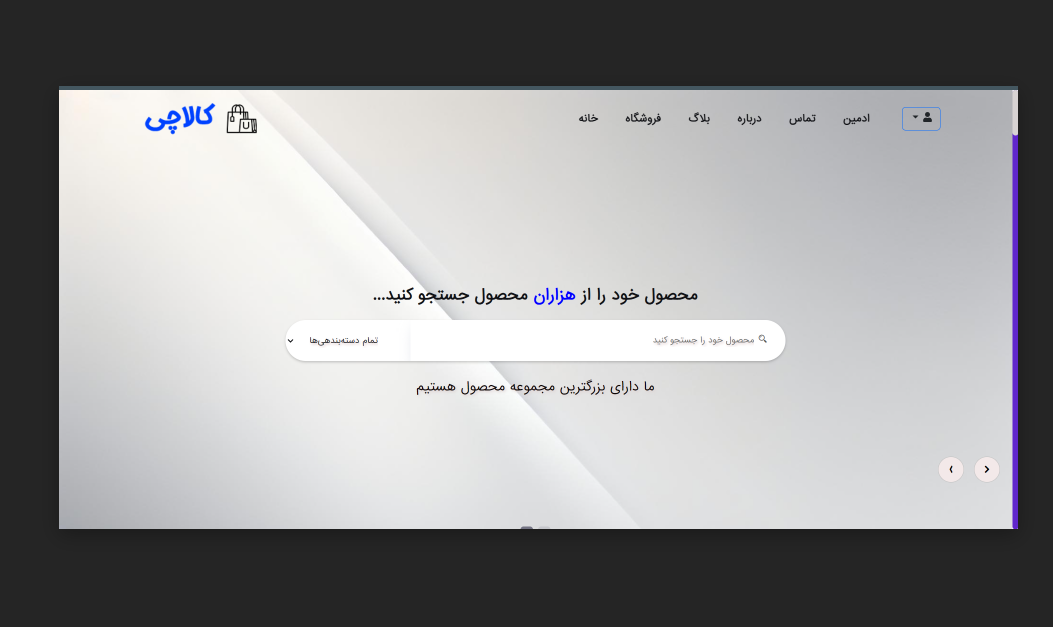 ادمین تماس درباره بلاگ فروشگاه خانه کالاچی
محصول خود را از هزاران محصول جستجو کنید...
محصول خود را جستجو کنید تمام دسته‌بندی‌ها
ما دارای بزرگترین مجموعه محصول هستیم